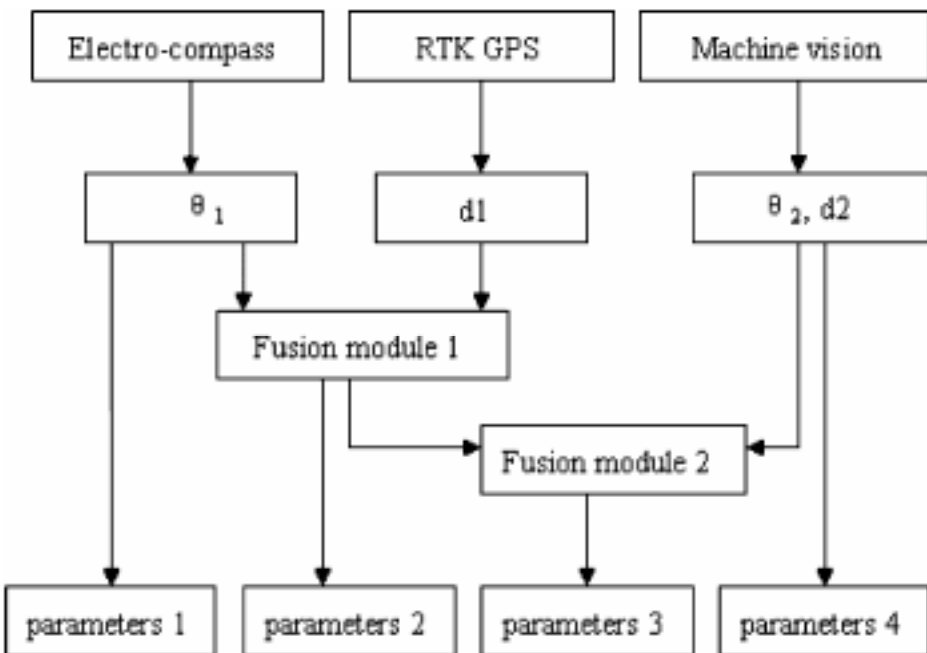 Electro-compass
RTK GPS
Machine vision
θ 1
d1
θ 2, d2
Fusion module 1
Fusion module 2
parameters 1
parameters 2
parameters 3
parameters 4